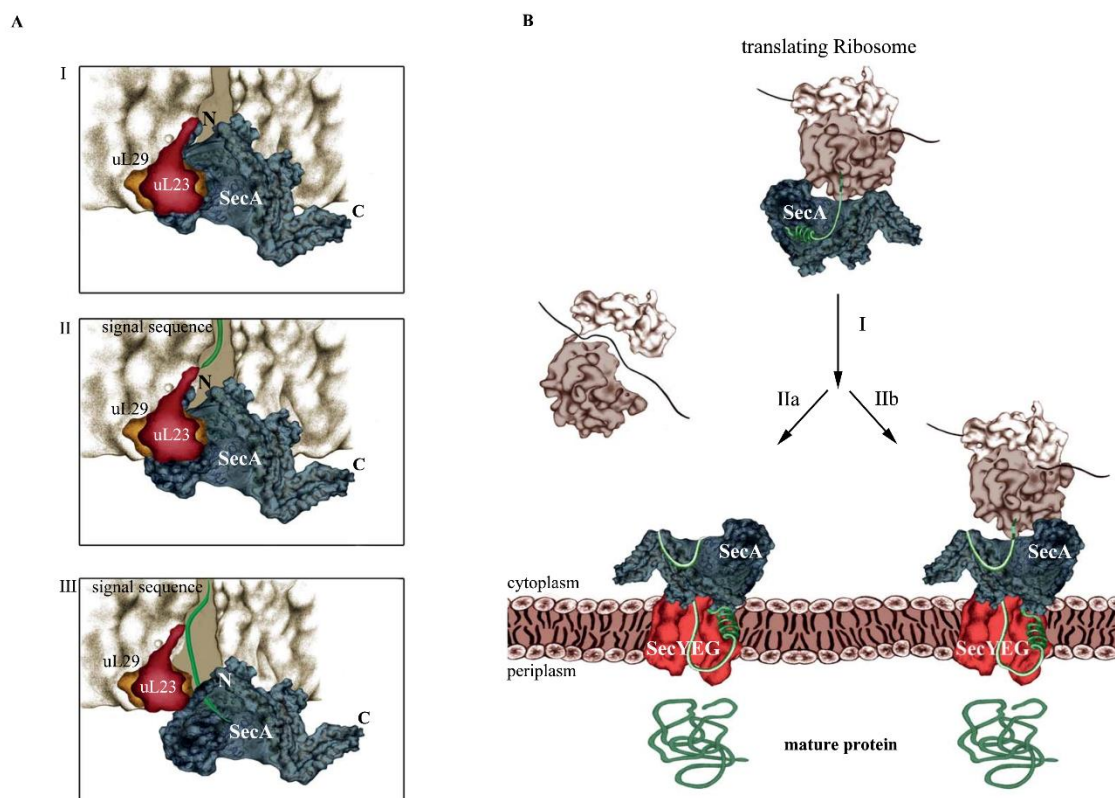 A
I
N
uL29
uL23
SecA
C
II
signal sequence
N
uL29
uL23
SecA
C
III
signal sequence
uL29
N
uL23
SecA
C
B
translating Ribosome
SecA
I
IIa
IIb
SecA
SecA
cytoplasm
SecYEG
SecYEG
periplasm
mature protein